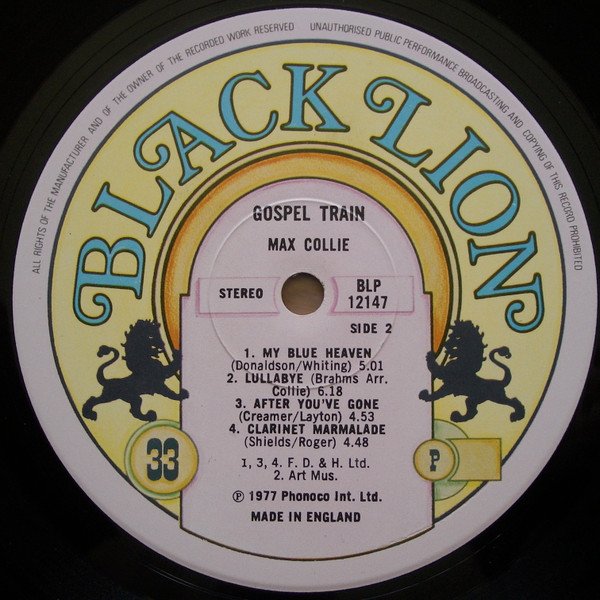 ALL RIGHTS OF THE MANUFACTURER AND OF THE OWNER OF THE RECORDED WORK RESERVED UNAUTHORISED PUBLIC PERFORMANCE BROADCASTING AND COPYING OF THIS RECORD PROHIBITED
BLACK LION
GOSPEL TRAIN
MAX COLLIE
STEREO
BLP
12147
SIDE 2
1. MY BLUE HEAVEN
(Donaldson/Whiting) 5.01
2. LULLABYE (Brahms Arr.
Collie) 6.18
3. AFTER YOU'VE GONE
(Creamer/Layton) 4.53
4. CLARINET MARMALADE
(Shields/Roger) 4.48
1, 3, 4. F. D. & H. Ltd.
2. Art Mus.
℗ 1977 Phonoco Int. Ltd.
MADE IN ENGLAND
33
P